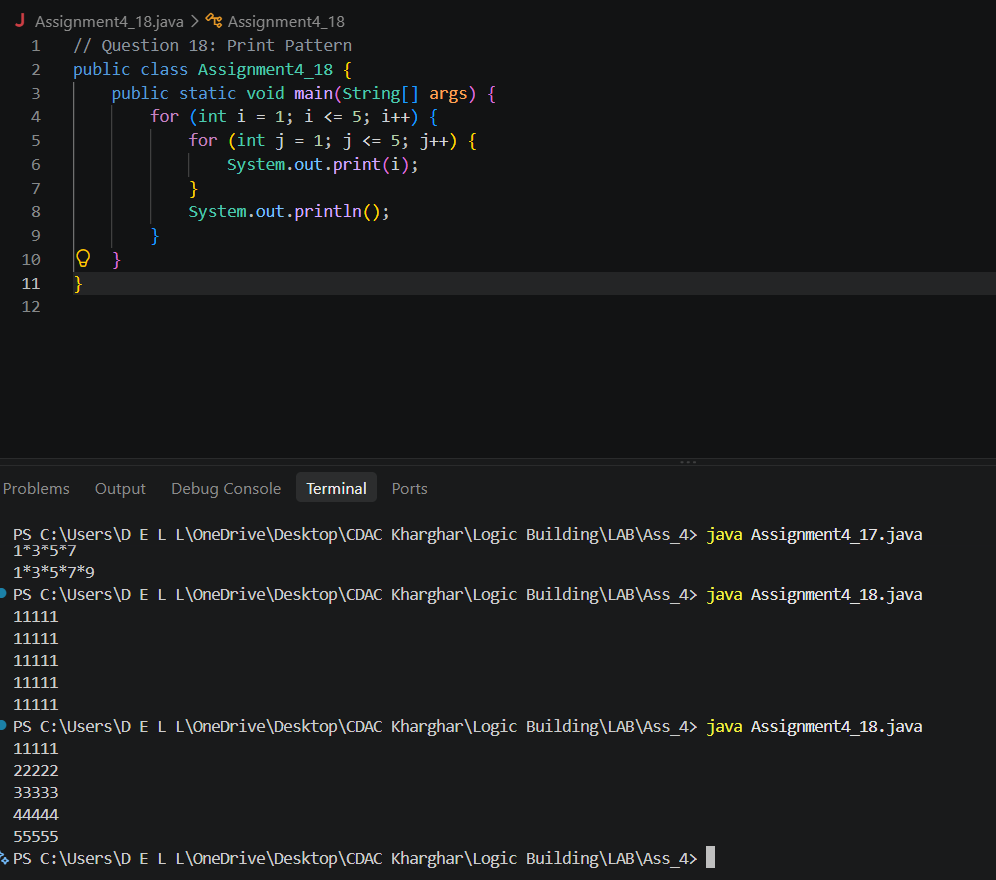 Assignment4_18.java > Assignment4_18
1 // Question 18: Print Pattern
2 public class Assignment4_18 {
3     public static void main(String[] args) {
4         for (int i = 1; i <= 5; i++) {
5             for (int j = 1; j <= 5; j++) {
6                 System.out.print(i);
7             }
8             System.out.println();
9         }
10     }
11 }
12
Problems Output Debug Console Terminal Ports
PS C:\Users\D E L L\OneDrive\Desktop\CDAC Kharghar\Logic Building\LAB\Ass_4> java Assignment4_17.java
1*3*5*7
1*3*5*7*9
PS C:\Users\D E L L\OneDrive\Desktop\CDAC Kharghar\Logic Building\LAB\Ass_4> java Assignment4_18.java
11111
11111
11111
11111
11111
PS C:\Users\D E L L\OneDrive\Desktop\CDAC Kharghar\Logic Building\LAB\Ass_4> java Assignment4_18.java
11111
22222
33333
44444
55555
PS C:\Users\D E L L\OneDrive\Desktop\CDAC Kharghar\Logic Building\LAB\Ass_4>